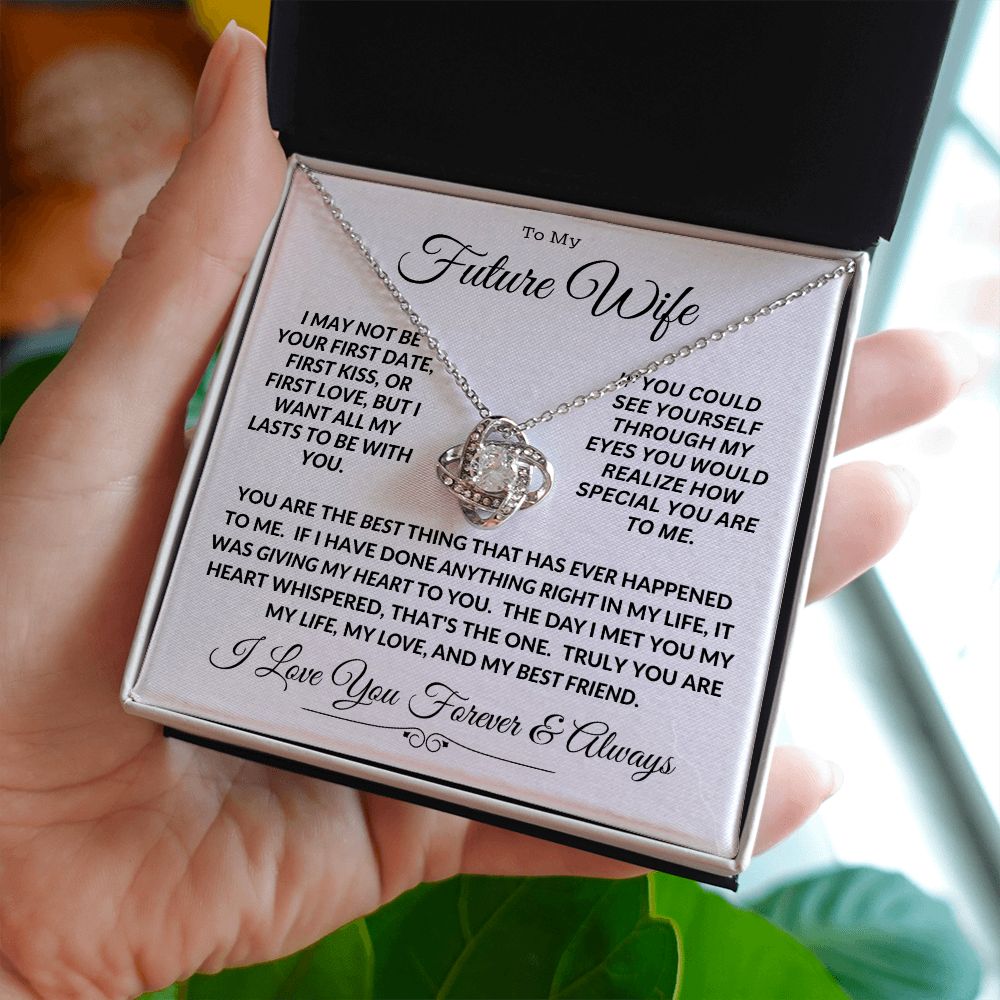 To My
Future Wife
I MAY NOT BE
YOUR FIRST DATE,
FIRST KISS, OR
FIRST LOVE, BUT I
WANT ALL MY
LASTS TO BE WITH
YOU.
YOU COULD
SEE YOURSELF
THROUGH MY
EYES YOU WOULD
REALIZE HOW
SPECIAL YOU ARE
TO ME.
YOU ARE THE BEST THING THAT HAS EVER HAPPENED
TO ME. IF I HAVE DONE ANYTHING RIGHT IN MY LIFE, IT
WAS GIVING MY HEART TO YOU. THE DAY I MET YOU MY
HEART WHISPERED, THAT'S THE ONE. TRULY YOU ARE
MY LIFE, MY LOVE, AND MY BEST FRIEND.
I Love You Forever & Always